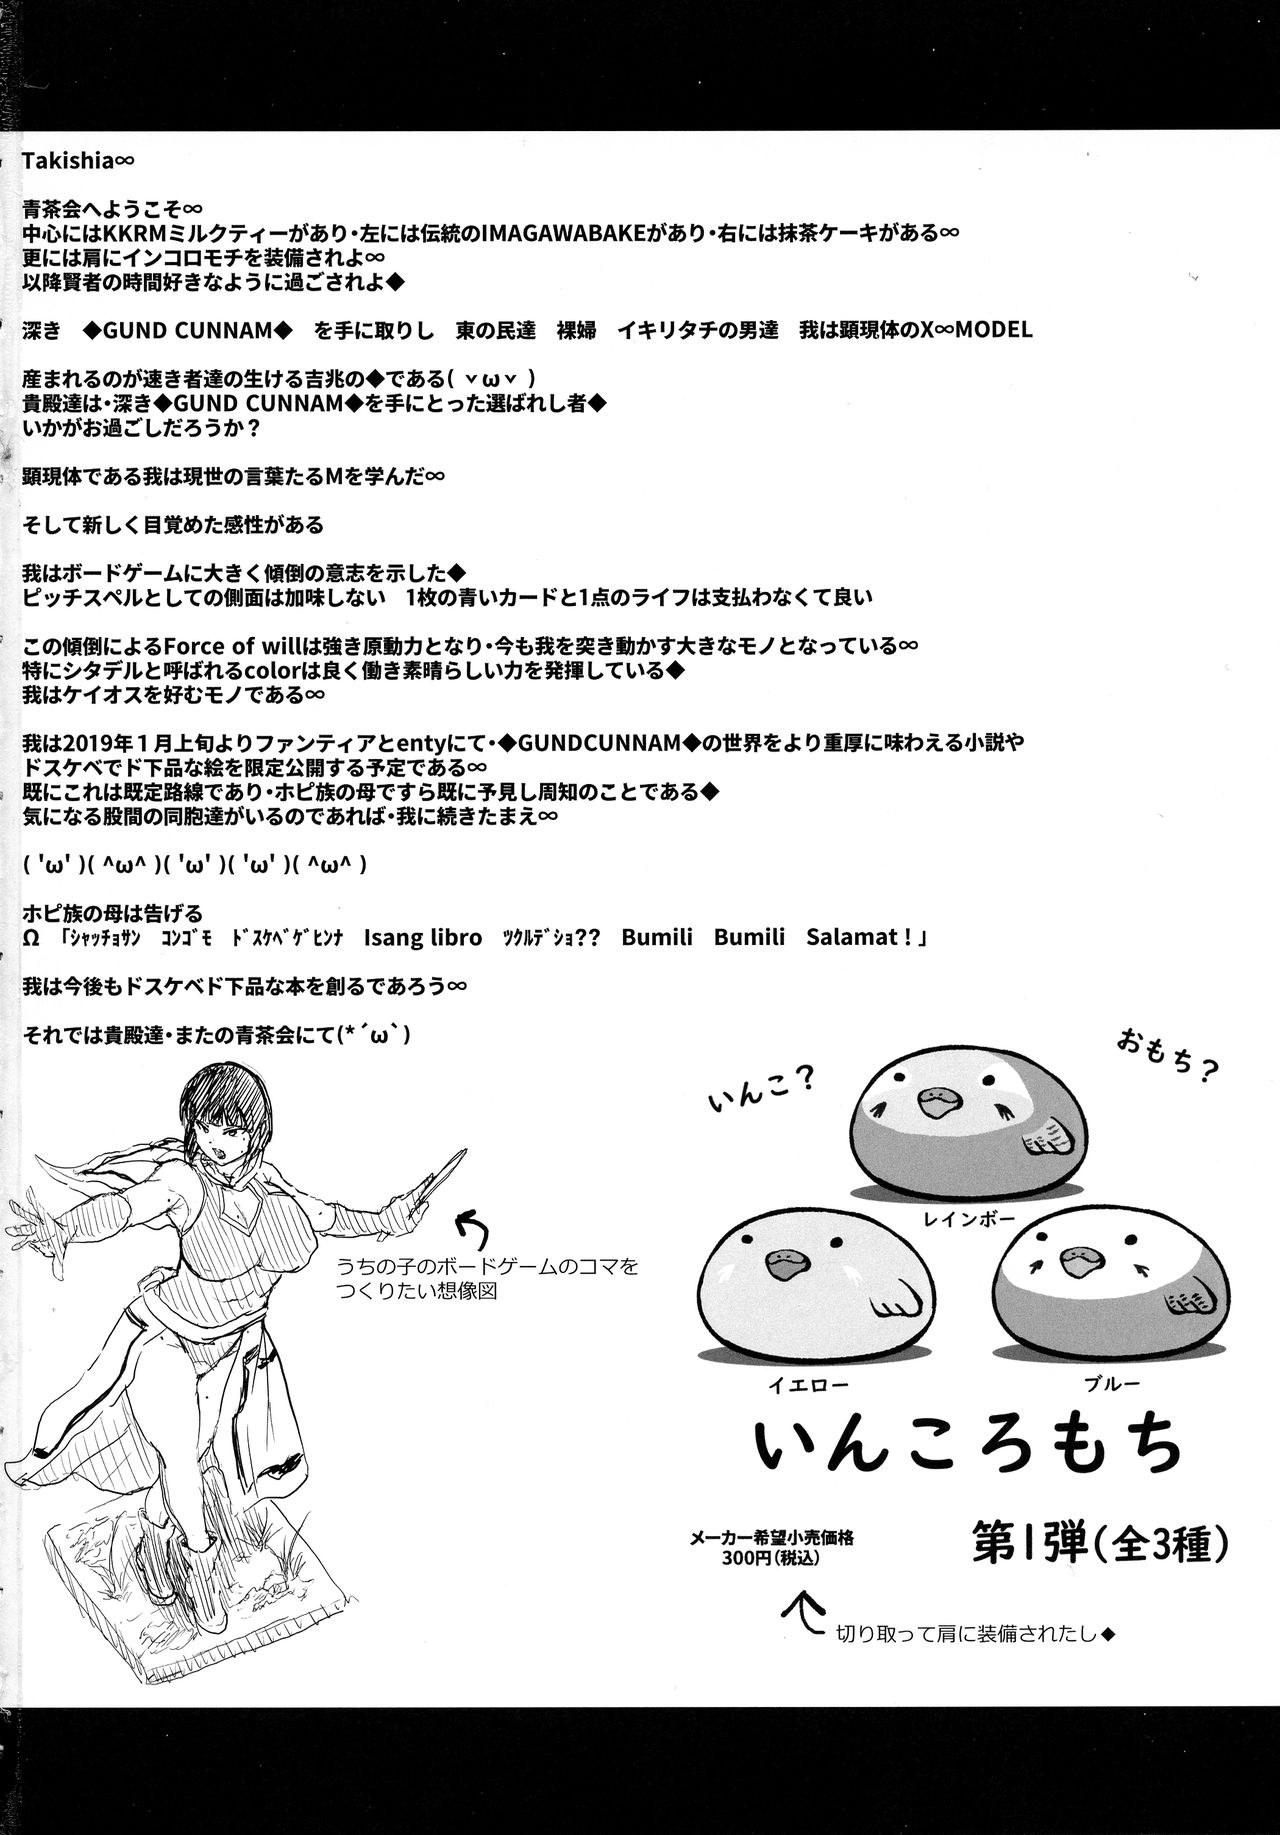 Takishia∞
青茶会へようこそ∞
中心にはKKRMミルクティーがあり・左には伝統のIMAGAWABAKEがあり・右には抹茶ケーキがある∞
更には肩にインコロモチを装備されよ∞
以降賢者の時間好きなように過ごされよ◆
深き　◆GUND CUNNAM◆　を手に取りし　東の民達　裸婦　イキリタチの男達　我は顕現体のX∞MODEL
産まれるのが速き者達の生ける吉兆の◆である( ˅ω˅ )
貴殿達は・深き◆GUND CUNNAM◆を手にとった選ばれし者◆
いかがお過ごしだろうか？
顕現体である我は現世の言葉たるMを学んだ∞
そして新しく目覚めた感性がある
我はボードゲームに大きく傾倒の意志を示した◆
ピッチスペルとしての側面は加味しない　1枚の青いカードと1点のライフは支払わなくて良い
この傾倒によるForce of willは強き原動力となり・今も我を突き動かす大きなモノとなっている∞
特にシタデルと呼ばれるcolorは良く働き素晴らしい力を発揮している◆
我はケイオスを好むモノである∞
我は2019年１月上旬よりファンティアとentyにて・◆GUNDCUNNAM◆の世界をより重厚に味わえる小説や
ドスケベでド下品な絵を限定公開する予定である∞
既にこれは既定路線であり・ホピ族の母ですら既に予見し周知のことである◆
気になる股間の同胞達がいるのであれば・我に続きたまえ∞
( 'ω' )( ^ω^ )( 'ω' )( 'ω' )( ^ω^ )
ホピ族の母は告げる
Ω　「ｼｬｯﾁｮｻﾝ　ｺﾝｺﾞﾓ　ﾄﾞｽｹﾍﾞｹﾞﾋﾝﾅ　Isang libro　ﾂｸﾙﾃﾞｼｮ??　Bumili　Bumili　Salamat！」
我は今後もドスケベド下品な本を創るであろう∞
それでは貴殿達・またの青茶会にて(*´ω`)
いんこ？
おもち？
レインボー
うちの子のボードゲームのコマを
つくりたい想像図
イエロー
ブルー
いんころもち
第1弾(全3種)
メーカー希望小売価格
300円(税込)
切り取って肩に装備されたし◆